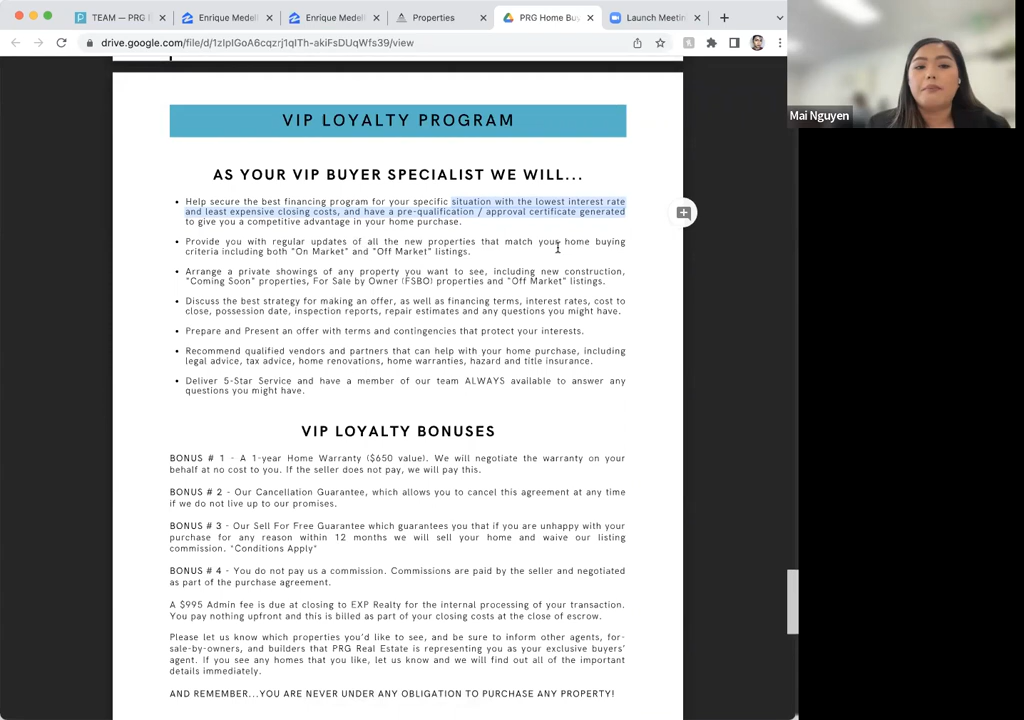 TEAM — PRG
Enrique Medel
Enrique Medel
Properties
PRG Home Buy
Launch Meeti
drive.google.com/file/d/1zIpIGoA6cqzrj1qITh-akiFsDUqWfs39/view
Mai Nguyen
VIP LOYALTY PROGRAM
AS YOUR VIP BUYER SPECIALIST WE WILL...
• Help secure the best financing program for your specific situation with the lowest interest rate
and least expensive closing costs, and have a pre-qualification / approval certificate generated
to give you a competitive advantage in your home purchase.
• Provide you with regular updates of all the new properties that match your home buying
criteria including both "On Market" and "Off Market" listings.
• Arrange a private showings of any property you want to see, including new construction,
"Coming Soon" properties, For Sale by Owner (FSBO) properties and "Off Market" listings.
• Discuss the best strategy for making an offer, as well as financing terms, interest rates, cost to
close, possession date, inspection reports, repair estimates and any questions you might have.
• Prepare and Present an offer with terms and contingencies that protect your interests.
• Recommend qualified vendors and partners that can help with your home purchase, including
legal advice, tax advice, home renovations, home warranties, hazard and title insurance.
• Deliver 5-Star Service and have a member of our team ALWAYS available to answer any
questions you might have.
VIP LOYALTY BONUSES
BONUS # 1 - A 1-year Home Warranty ($650 value). We will negotiate the warranty on your
behalf at no cost to you. If the seller does not pay, we will pay this.
BONUS # 2 - Our Cancellation Guarantee, which allows you to cancel this agreement at any time
if we do not live up to our promises.
BONUS # 3 - Our Sell For Free Guarantee which guarantees you that if you are unhappy with your
purchase for any reason within 12 months we will sell your home and waive our listing
commission. *Conditions Apply*
BONUS # 4 - You do not pay us a commission. Commissions are paid by the seller and negotiated
as part of the purchase agreement.
A $995 Admin fee is due at closing to EXP Realty for the internal processing of your transaction.
You pay nothing upfront and this is billed as part of your closing costs at the close of escrow.
Please let us know which properties you'd like to see, and be sure to inform other agents, for-
sale-by-owners, and builders that PRG Real Estate is representing you as your exclusive buyers'
agent. If you see any homes that you like, let us know and we will find out all of the important
details immediately.
AND REMEMBER...YOU ARE NEVER UNDER ANY OBLIGATION TO PURCHASE ANY PROPERTY!